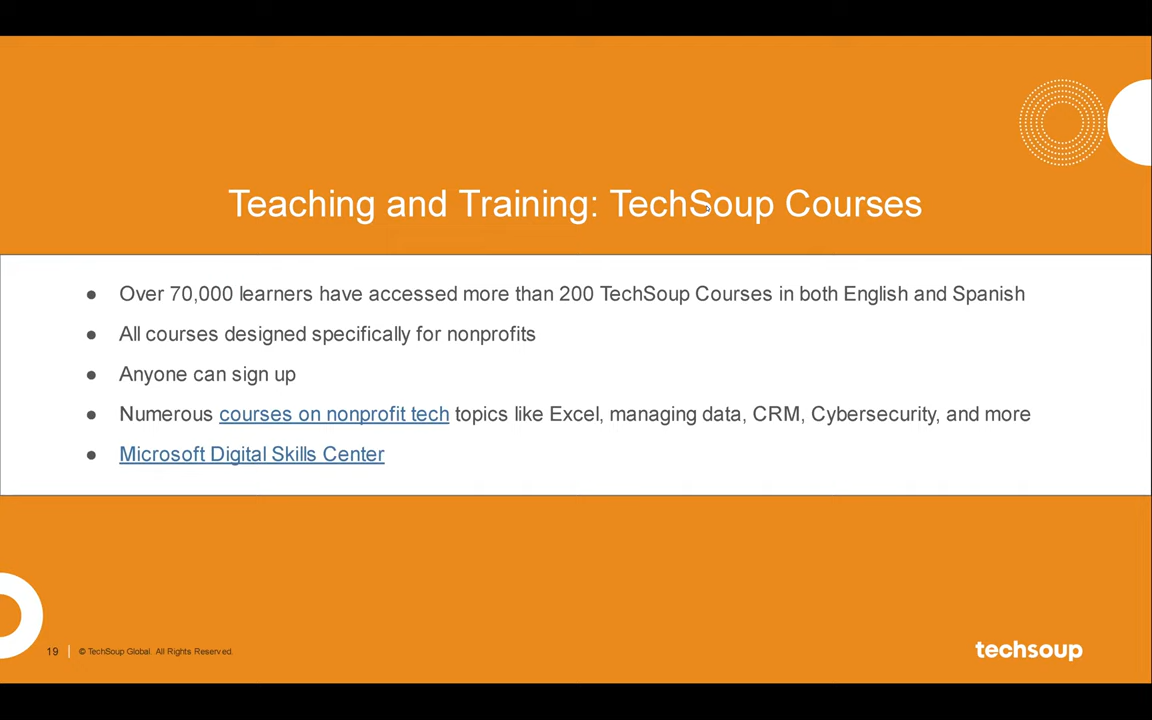 Teaching and Training: TechSoup Courses
● Over 70,000 learners have accessed more than 200 TechSoup Courses in both English and Spanish
● All courses designed specifically for nonprofits
● Anyone can sign up
● Numerous courses on nonprofit tech topics like Excel, managing data, CRM, Cybersecurity, and more
● Microsoft Digital Skills Center
19 | © TechSoup Global. All Rights Reserved.
techsoup